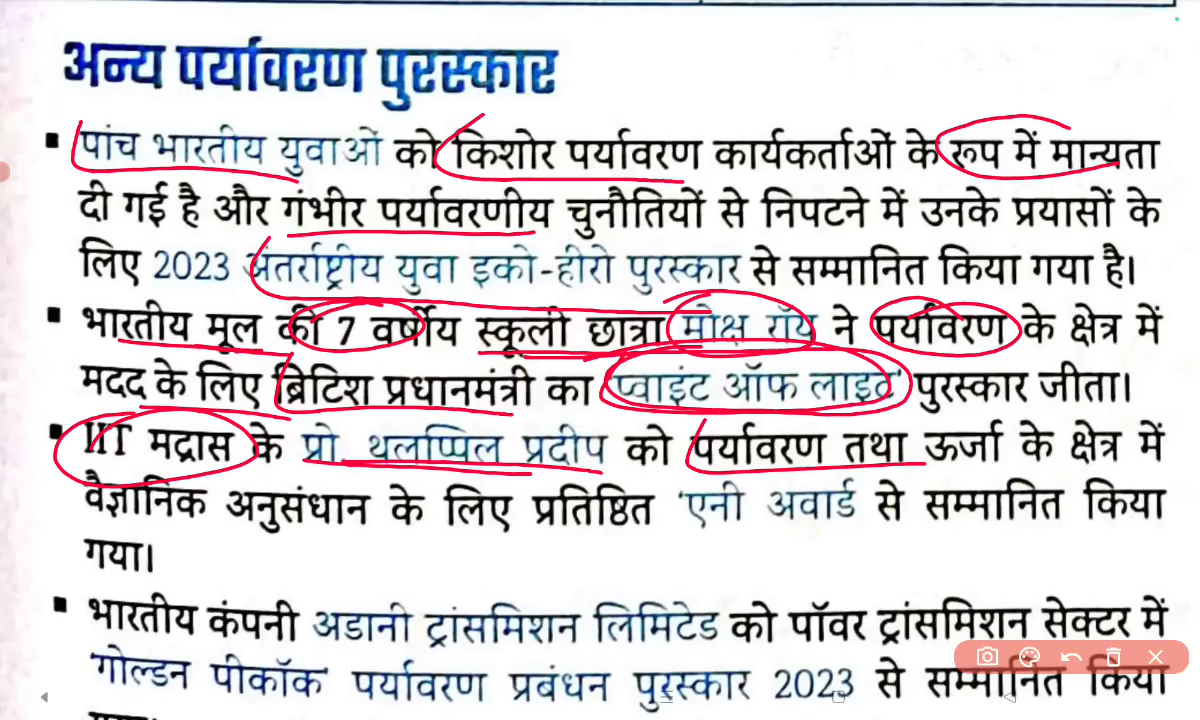 अन्य पर्यावरण पुरस्कार
▪ पांच भारतीय युवाओं को किशोर पर्यावरण कार्यकर्ताओं के रूप में मान्यता
दी गई है और गंभीर पर्यावरणीय चुनौतियों से निपटने में उनके प्रयासों के
लिए 2023 अंतर्राष्ट्रीय युवा इको-हीरो पुरस्कार से सम्मानित किया गया है।
▪ भारतीय मूल की 7 वर्षीय स्कूली छात्रा मोक्ष रॉय ने पर्यावरण के क्षेत्र में
मदद के लिए ब्रिटिश प्रधानमंत्री का 'प्वाइंट ऑफ लाइट' पुरस्कार जीता।
▪ IIT मद्रास के प्रो. थलप्पिल प्रदीप को पर्यावरण तथा ऊर्जा के क्षेत्र में
वैज्ञानिक अनुसंधान के लिए प्रतिष्ठित 'एनी अवार्ड से सम्मानित किया
गया।
▪ भारतीय कंपनी अडानी ट्रांसमिशन लिमिटेड को पॉवर ट्रांसमिशन सेक्टर में
'गोल्डन पीकॉक' पर्यावरण प्रबंधन पुरस्कार 2023 से सम्मानित किया